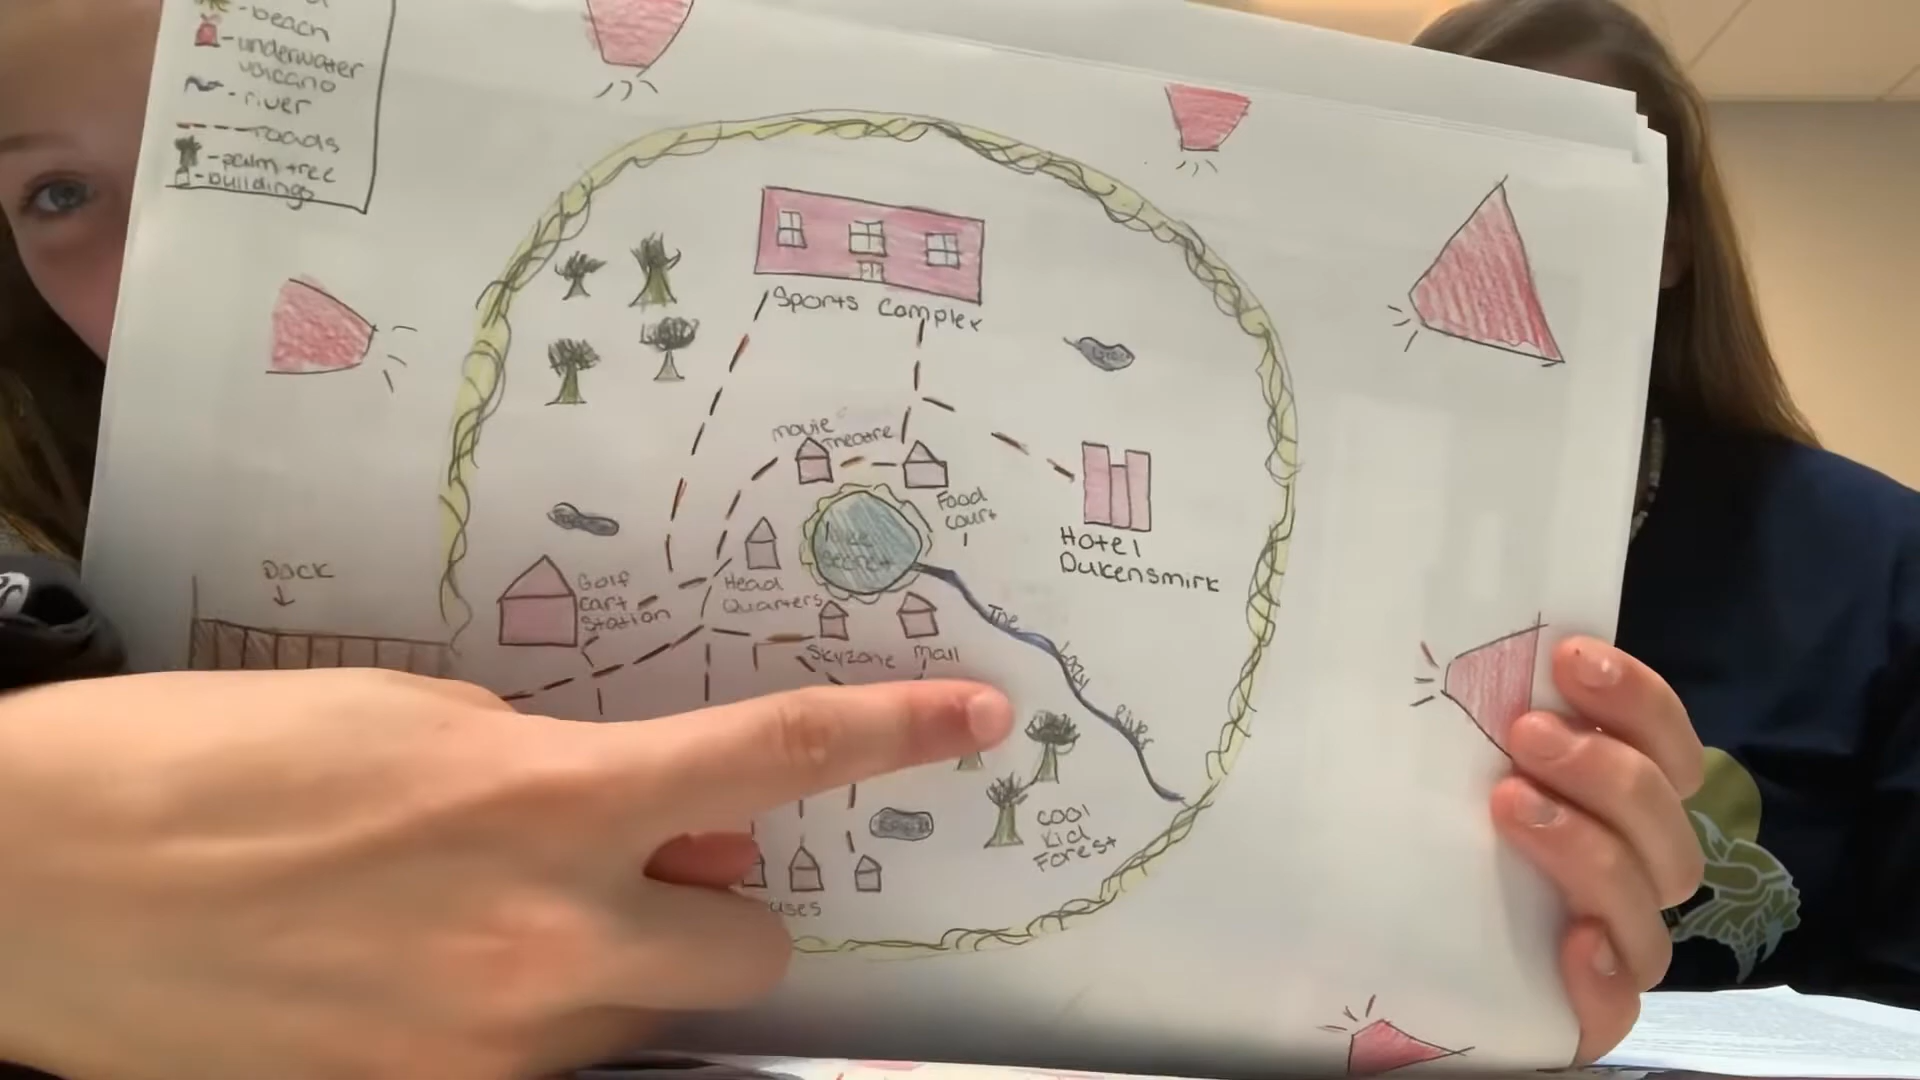 -beach
-underwater
volcano
-river
-roads
-palm tree
-buildings
Sports Complex
movie
Theatre
Food
court
Hotel
Dukensmirk
Dock
Golf
cart
Station
Head
Quarters
Skyzone
Mall
The
Lazy
River
cool
kid
Forest